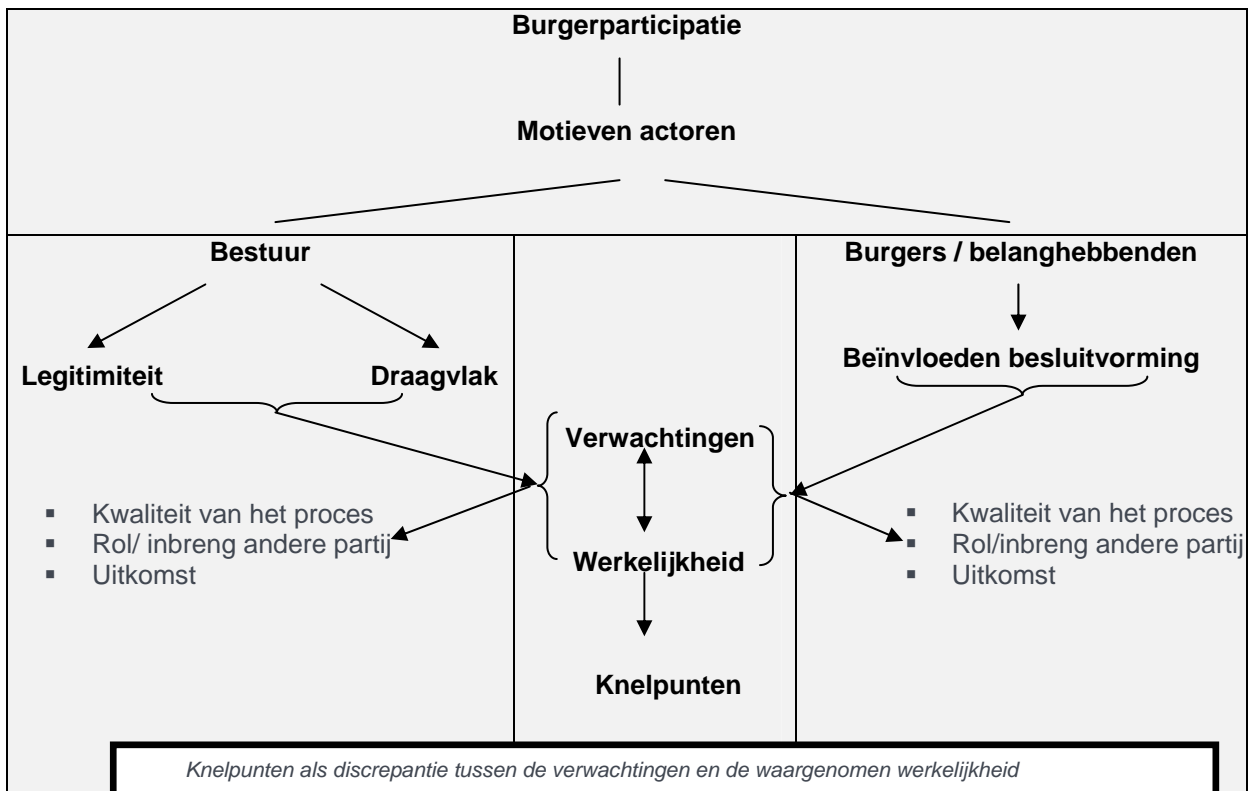 Burgerparticipatie
Motieven actoren
Bestuur
Burgers / belanghebbenden
Legitimiteit
Draagvlak
Beïnvloeden besluitvorming
Verwachtingen
Werkelijkheid
Knelpunten
▪ Kwaliteit van het proces
▪ Rol/ inbreng andere partij
▪ Uitkomst
▪ Kwaliteit van het proces
▪ Rol/inbreng andere partij
▪ Uitkomst
Knelpunten als discrepantie tussen de verwachtingen en de waargenomen werkelijkheid